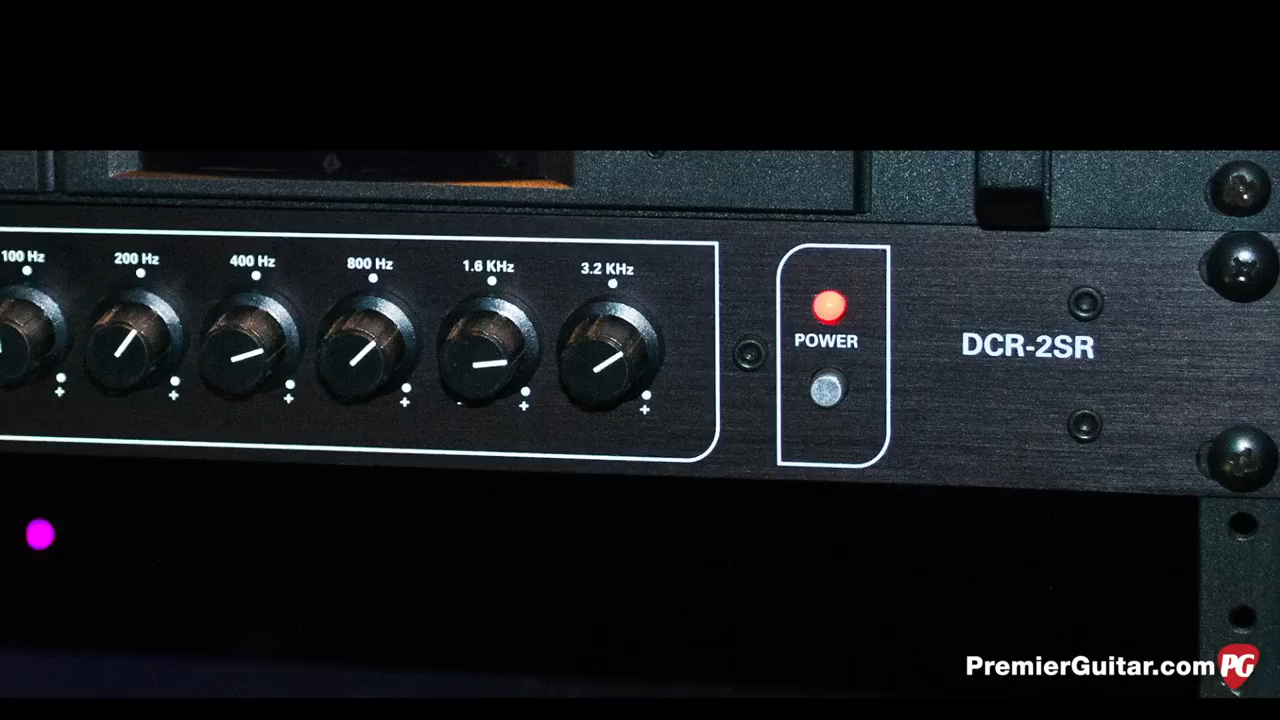 100 Hz
200 Hz
400 Hz
800 Hz
1.6 KHz
3.2 KHz
+
+
+
+
-
+
+
POWER
DCR-2SR
PremierGuitar.com PG